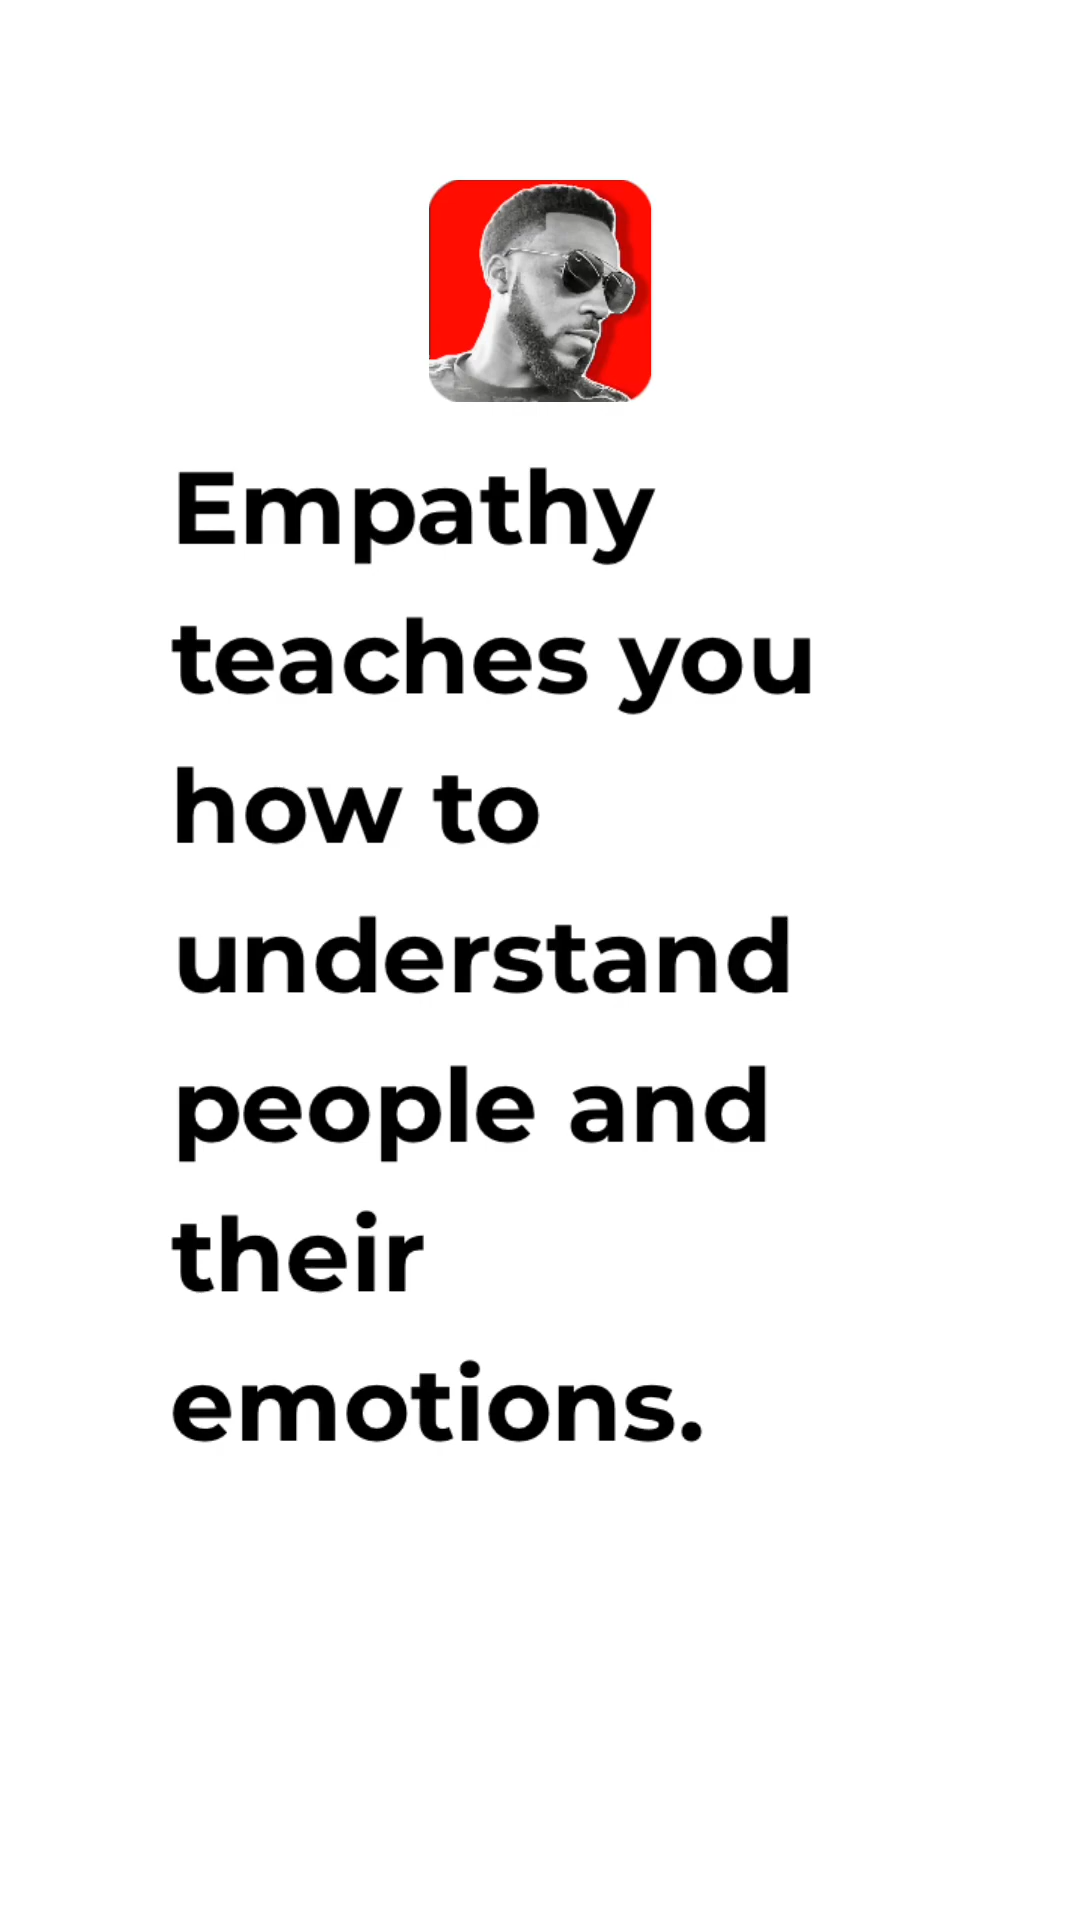 Empathy
teaches you
how to
understand
people and
their
emotions.